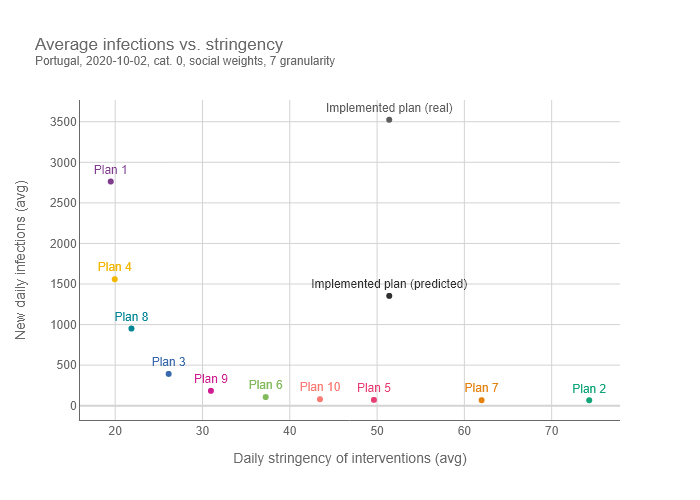 Average infections vs. stringency
Portugal, 2020-10-02, cat. 0, social weights, 7 granularity
Implemented plan (real)
Plan 1
Plan 4
Implemented plan (predicted)
Plan 8
Plan 3
Plan 9
Plan 6
Plan 10
Plan 5
Plan 7
Plan 2
New daily infections (avg)
3500
3000
2500
2000
1500
1000
500
0
20 30 40 50 60 70
Daily stringency of interventions (avg)